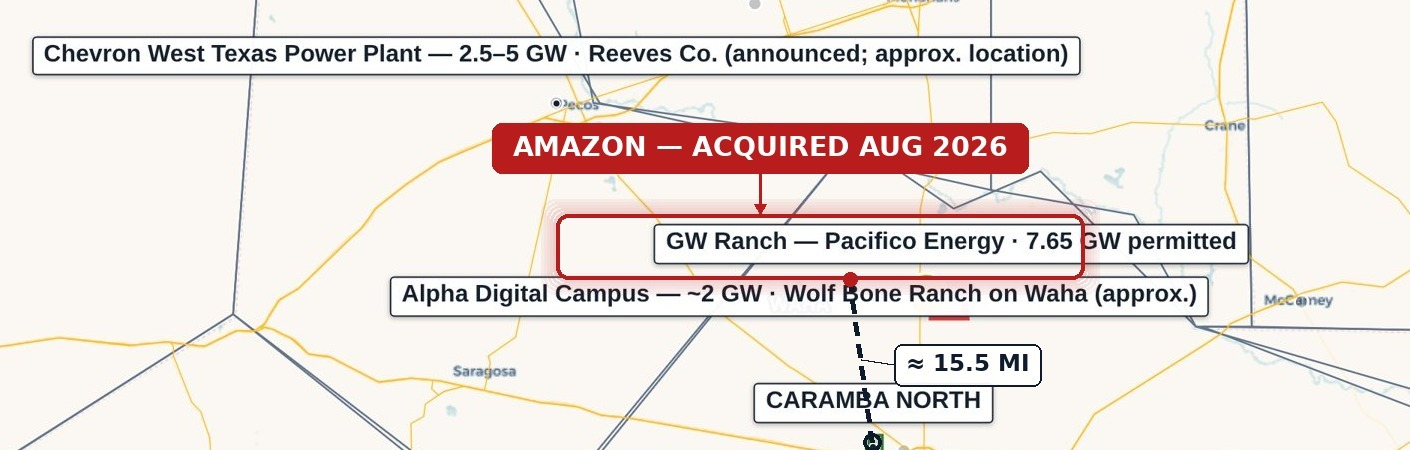 Chevron West Texas Power Plant — 2.5–5 GW · Reeves Co. (announced; approx. location)
Pecos
AMAZON — ACQUIRED AUG 2026
Crane
GW Ranch — Pacifico Energy · 7.65 GW permitted
Alpha Digital Campus — ~2 GW · Wolf Bone Ranch on Waha (approx.)
McCamey
≈ 15.5 MI
Saragosa
CARAMBA NORTH